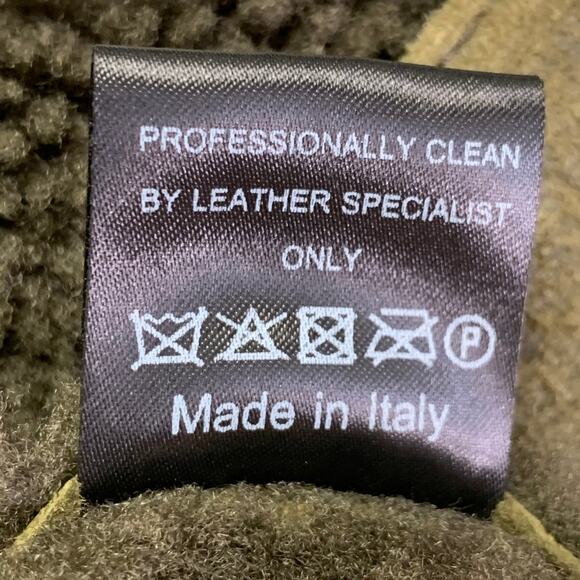 PROFESSIONALLY CLEAN
BY LEATHER SPECIALIST
ONLY
P
Made in Italy